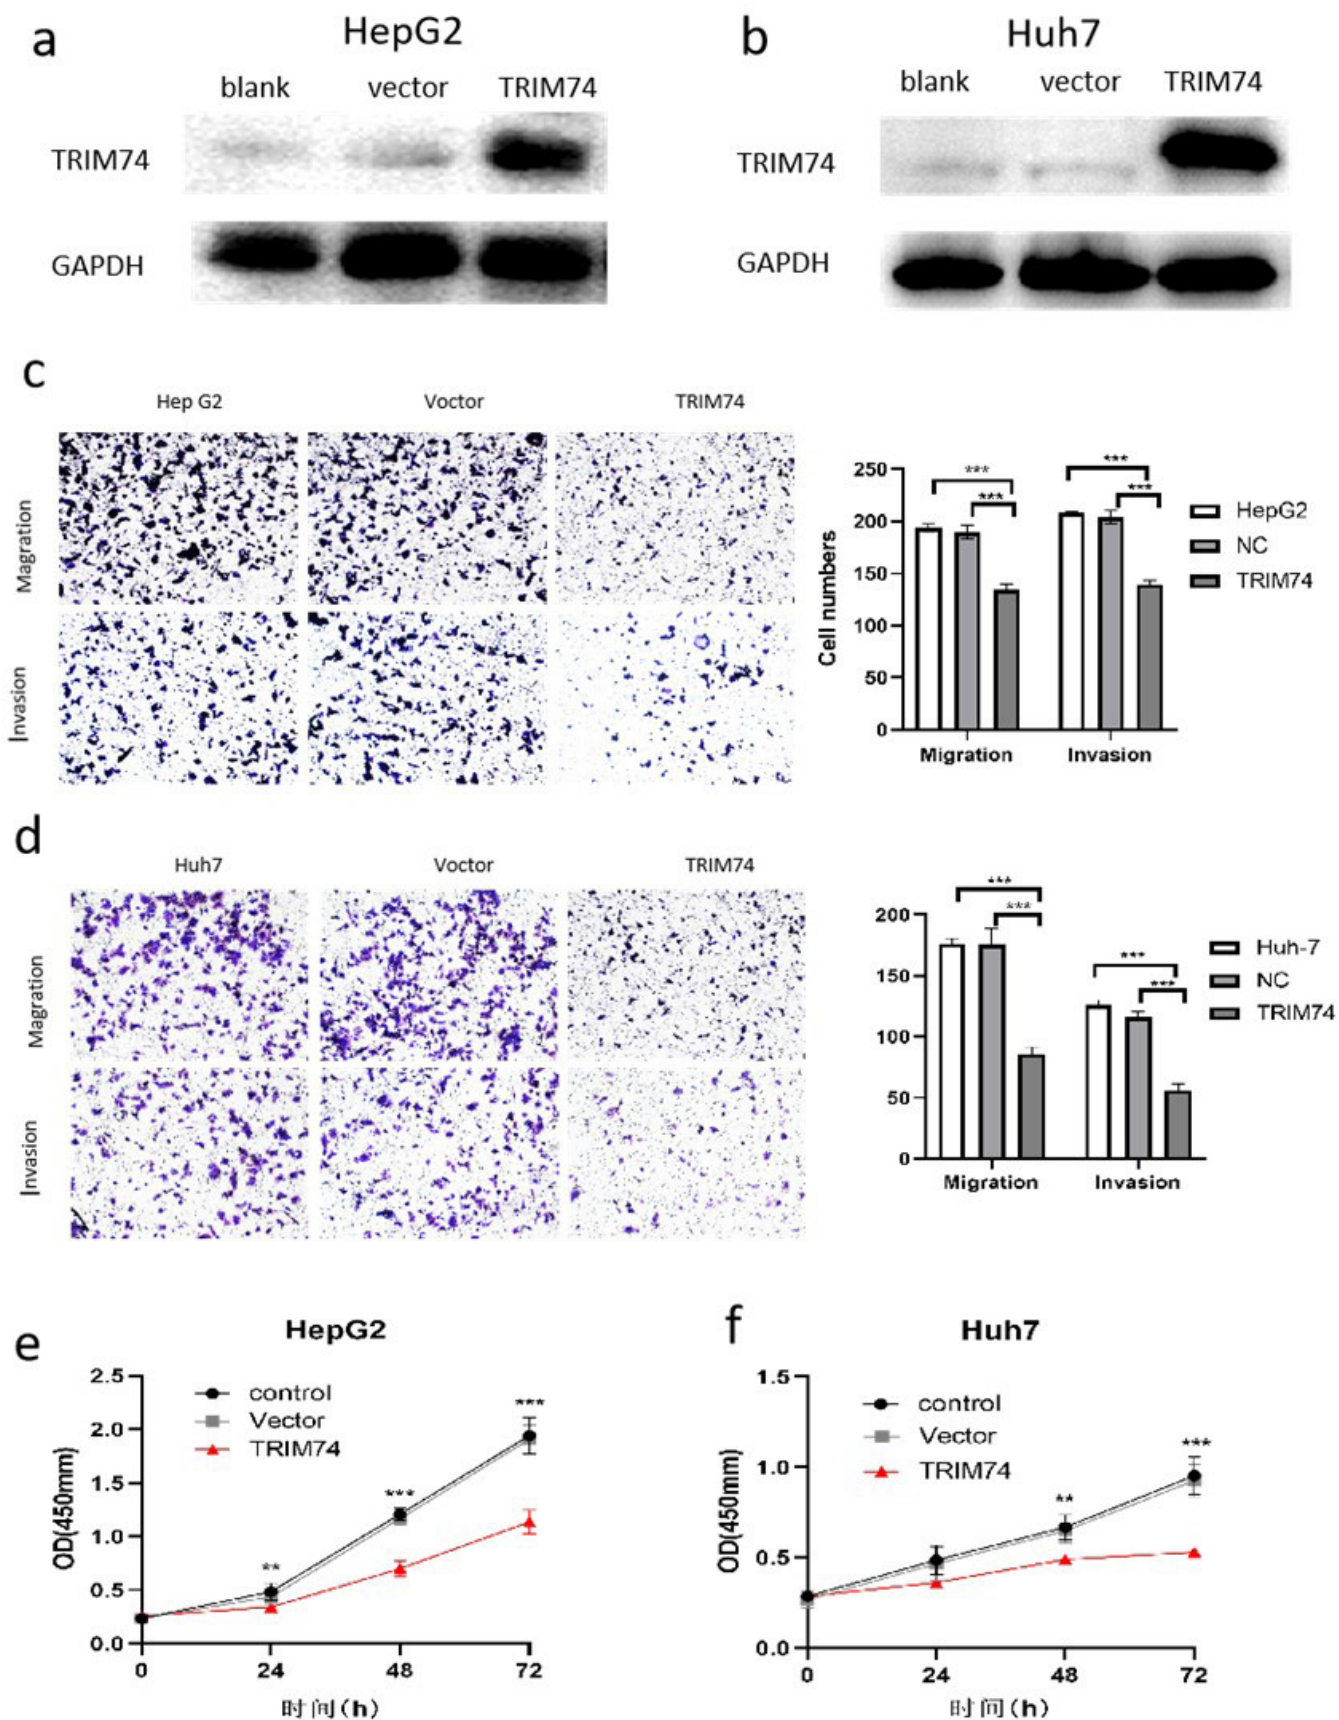 a
HepG2
blank
vector
TRIM74
TRIM74
GAPDH
b
Huh7
blank
vector
TRIM74
TRIM74
GAPDH
c
Hep G2
Voctor
TRIM74
Magration
Invasion
Cell numbers
250
200
150
100
50
0
***
***
***
***
Migration
Invasion
HepG2
NC
TRIM74
d
Huh7
Voctor
TRIM74
Magration
Invasion
200
150
100
50
0
***
***
***
***
Migration
Invasion
Huh-7
NC
TRIM74
e
HepG2
OD(450mm)
2.5
2.0
1.5
1.0
0.5
0.0
control
Vector
TRIM74
**
***
***
0
24
48
72
时间(h)
f
Huh7
OD(450mm)
1.5
1.0
0.5
0.0
control
Vector
TRIM74
**
***
0
24
48
72
时间(h)